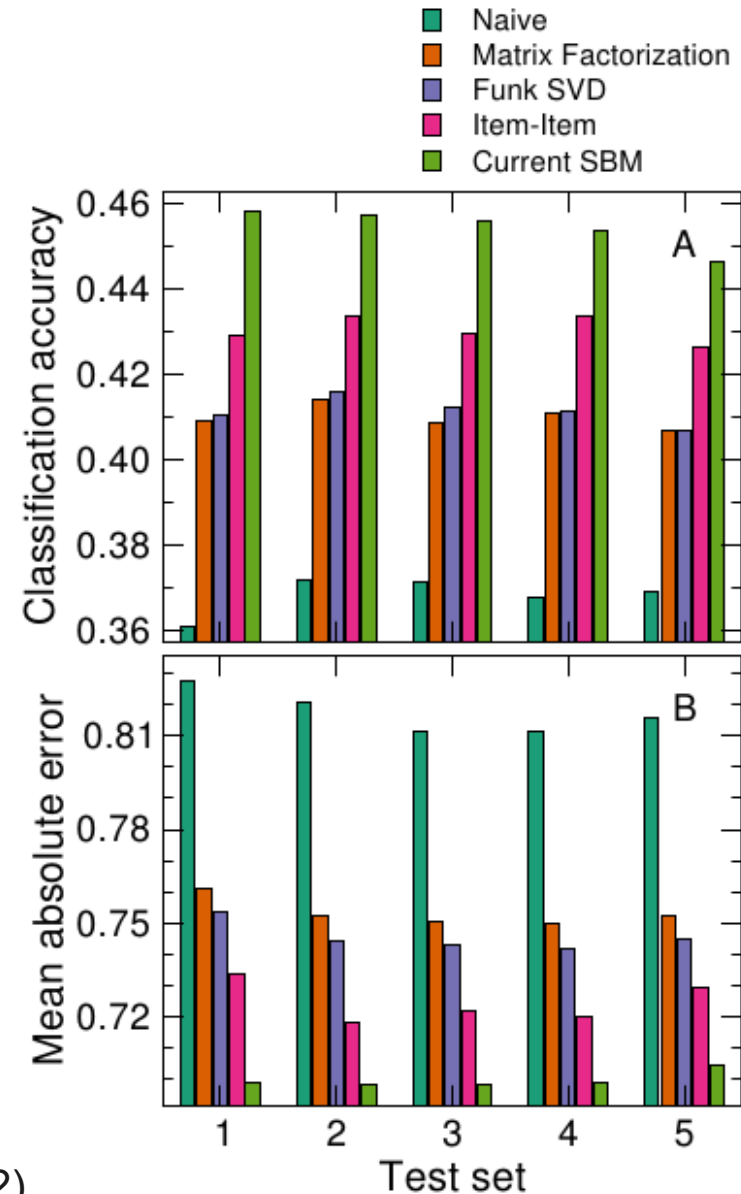 Naive
Matrix Factorization
Funk SVD
Item-Item
Current SBM
Classification accuracy
0.46
0.44
0.42
0.40
0.38
0.36
A
Mean absolute error
0.81
0.78
0.75
0.72
B
1 2 3 4 5
Test set
2)